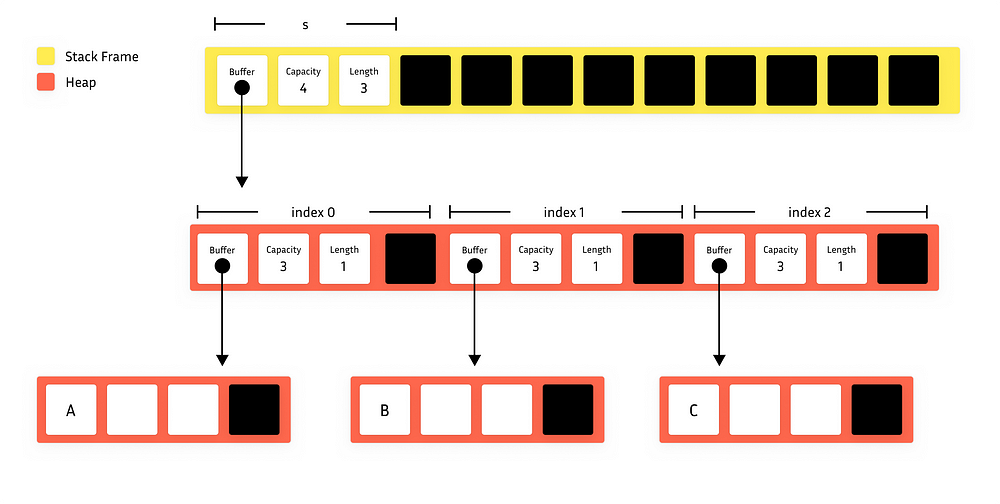 s
Stack Frame
Heap
Buffer
Capacity
4
Length
3
index 0
index 1
index 2
Buffer
Capacity
3
Length
1
Buffer
Capacity
3
Length
1
Buffer
Capacity
3
Length
1
A
B
C